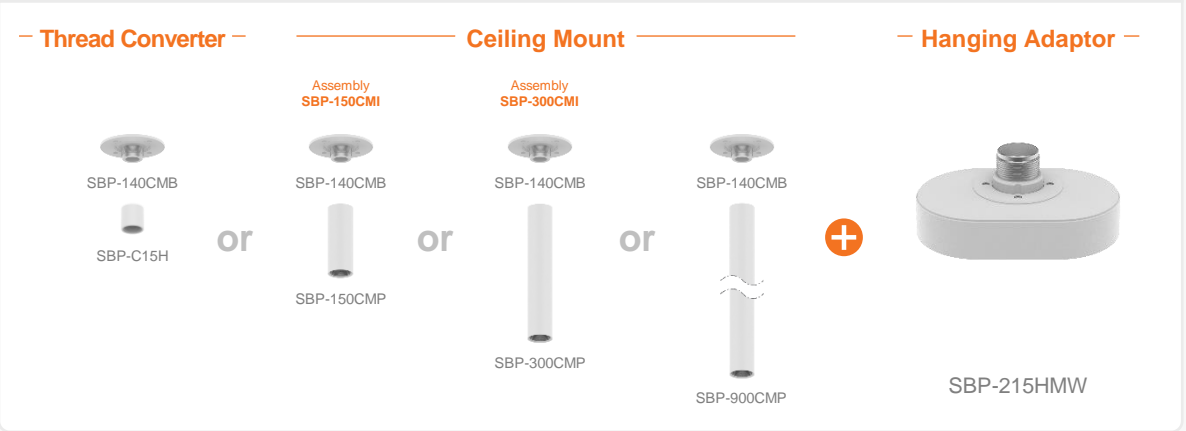 Thread Converter
Ceiling Mount
Hanging Adaptor
Assembly
SBP-150CMI
Assembly
SBP-300CMI
SBP-140CMB
SBP-140CMB
SBP-140CMB
SBP-140CMB
SBP-C15H
or
or
or
SBP-150CMP
SBP-300CMP
SBP-900CMP
SBP-215HMW